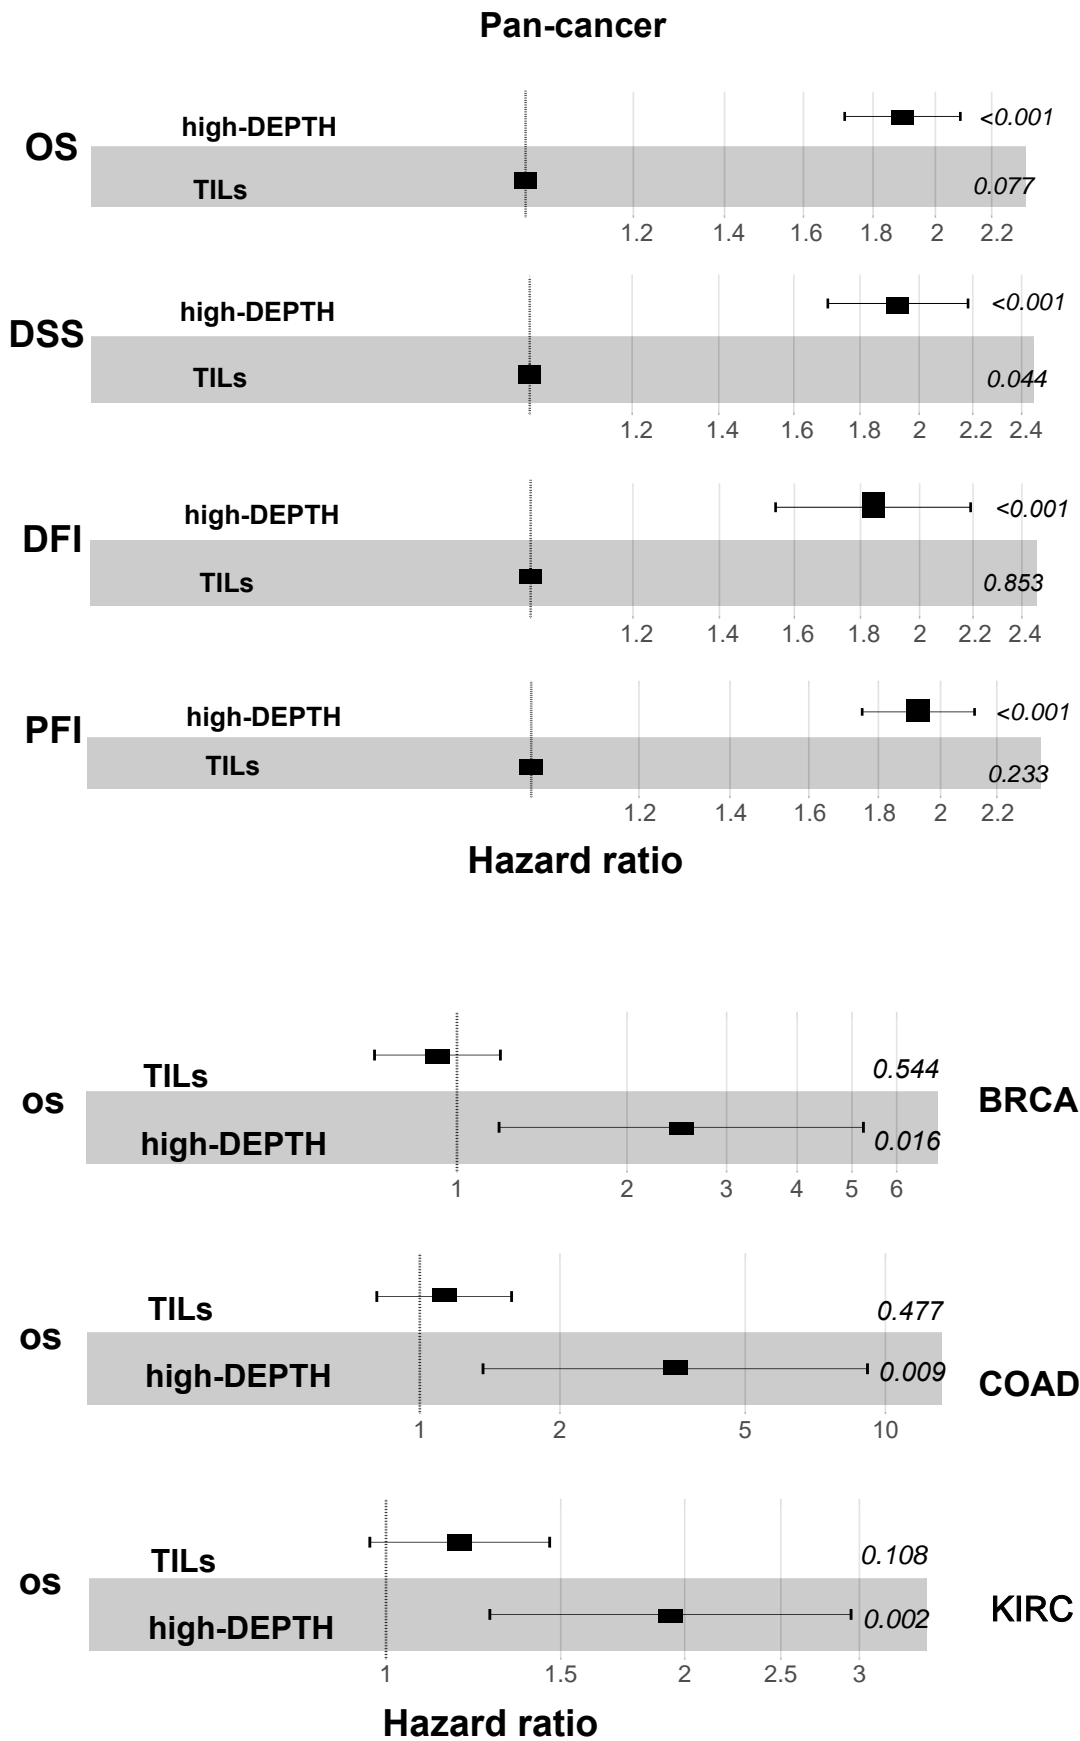 Pan-cancer
OS
high-DEPTH
<0.001
TILs
0.077
1.2 1.4 1.6 1.8 2 2.2
DSS
high-DEPTH
<0.001
TILs
0.044
1.2 1.4 1.6 1.8 2 2.2 2.4
DFI
high-DEPTH
<0.001
TILs
0.853
1.2 1.4 1.6 1.8 2 2.2 2.4
PFI
high-DEPTH
<0.001
TILs
0.233
1.2 1.4 1.6 1.8 2 2.2
Hazard ratio
os
TILs
0.544
BRCA
high-DEPTH
0.016
1 2 3 4 5 6
os
TILs
0.477
high-DEPTH
0.009
COAD
1 2 5 10
os
TILs
0.108
high-DEPTH
0.002
KIRC
1 1.5 2 2.5 3
Hazard ratio